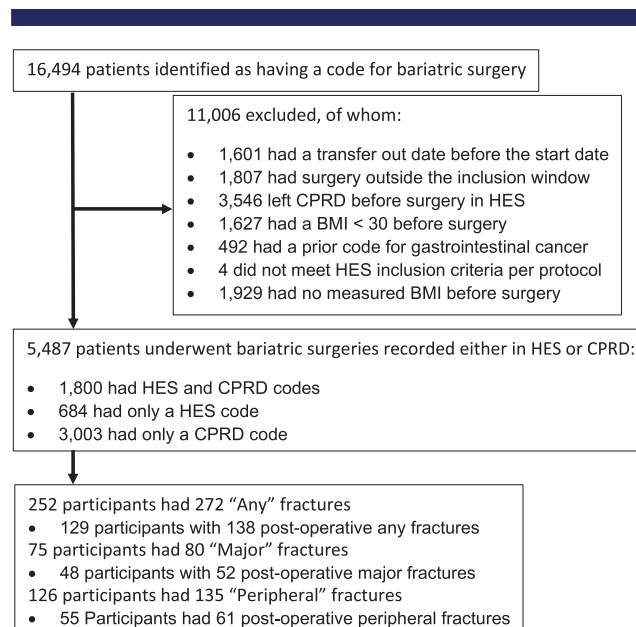 16,494 patients identified as having a code for bariatric surgery
11,006 excluded, of whom:
• 1,601 had a transfer out date before the start date
• 1,807 had surgery outside the inclusion window
• 3,546 left CPRD before surgery in HES
• 1,627 had a BMI < 30 before surgery
• 492 had a prior code for gastrointestinal cancer
• 4 did not meet HES inclusion criteria per protocol
• 1,929 had no measured BMI before surgery
5,487 patients underwent bariatric surgeries recorded either in HES or CPRD:
• 1,800 had HES and CPRD codes
• 684 had only a HES code
• 3,003 had only a CPRD code
252 participants had 272 “Any” fractures
• 129 participants with 138 post-operative any fractures
75 participants had 80 “Major” fractures
• 48 participants with 52 post-operative major fractures
126 participants had 135 “Peripheral” fractures
• 55 Participants had 61 post-operative peripheral fractures